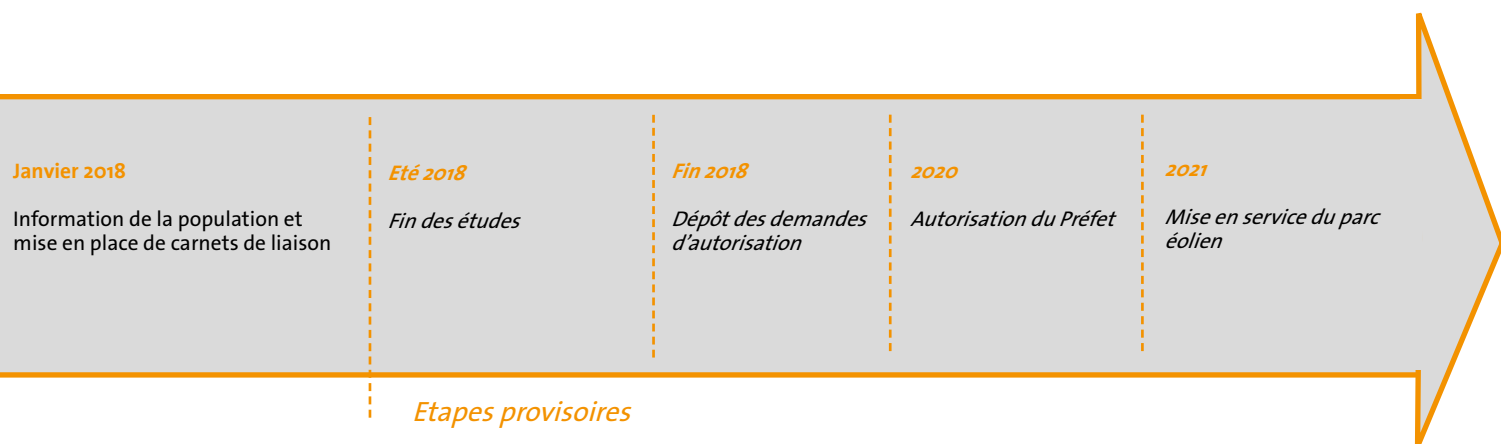 Janvier 2018
Information de la population et
mise en place de carnets de liaison
Eté 2018
Fin des études
Fin 2018
Dépôt des demandes
d'autorisation
2020
Autorisation du Préfet
2021
Mise en service du parc
éolien
Etapes provisoires